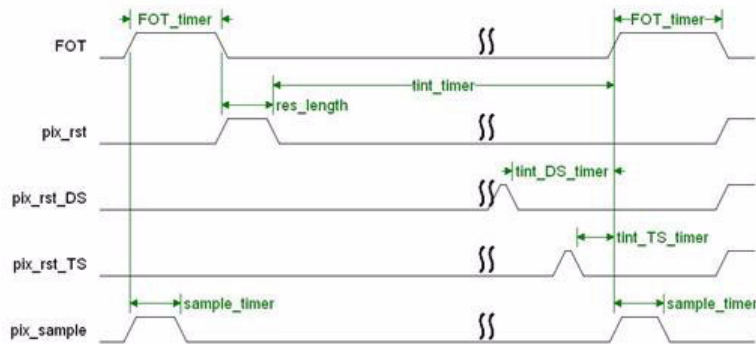 FOT_timer FOT_timer
FOT
tint_timer
res_length
pix_rst
tint_DS_timer
pix_rst_DS
tint_TS_timer
pix_rst_TS
sample_timer sample_timer
pix_sample